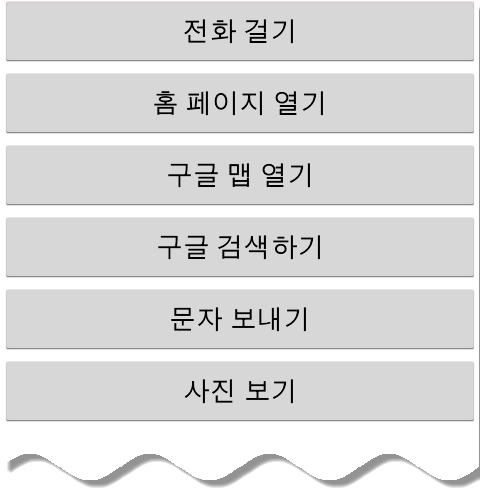 전화 걸기
홈 페이지 열기
구글 맵 열기
구글 검색하기
문자 보내기
사진 보기